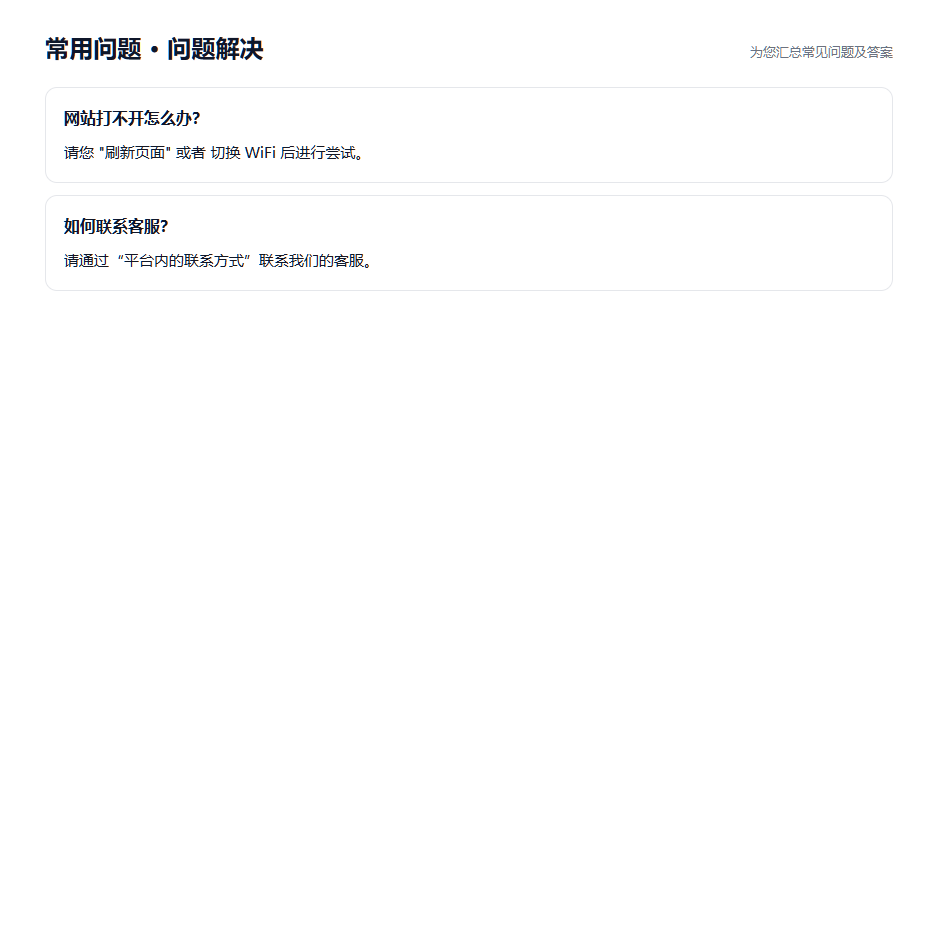 常用问题 · 问题解决
为您汇总常见问题及答案
网站打不开怎么办?
请您 "刷新页面" 或者 切换 WiFi 后进行尝试。
如何联系客服?
请通过“平台内的联系方式”联系我们的客服。